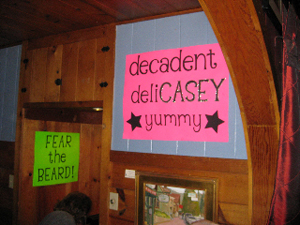 decadent
deliCASEY
yummy
FEAR
the
BEARD!